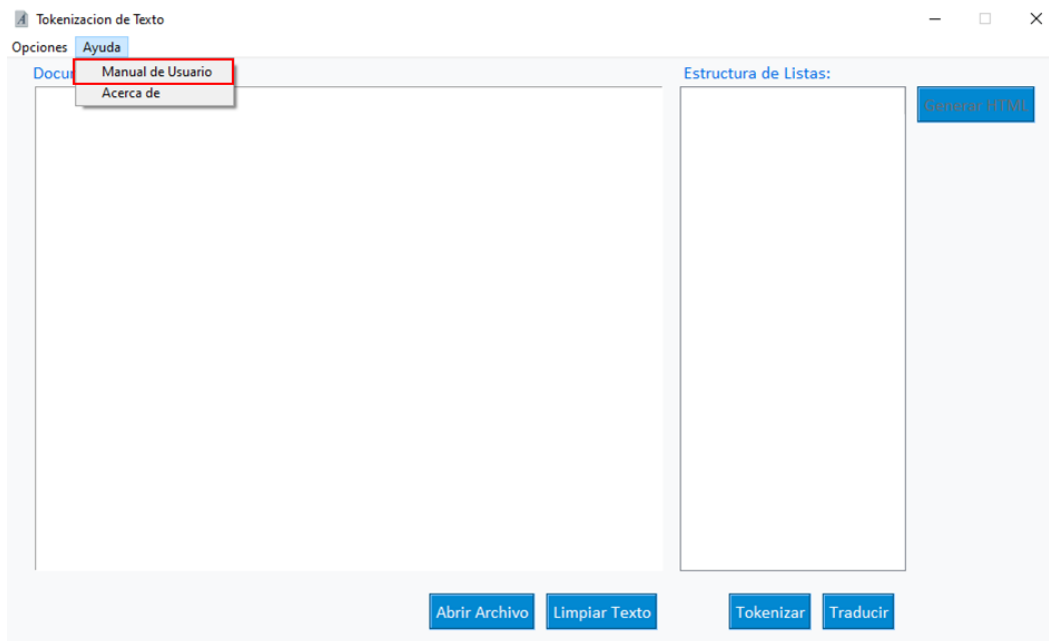 Tokenizacion de Texto
Opciones Ayuda
Manual de Usuario
Acerca de
Estructura de Listas:
Generar HTML
Abrir Archivo
Limpiar Texto
Tokenizar
Traducir